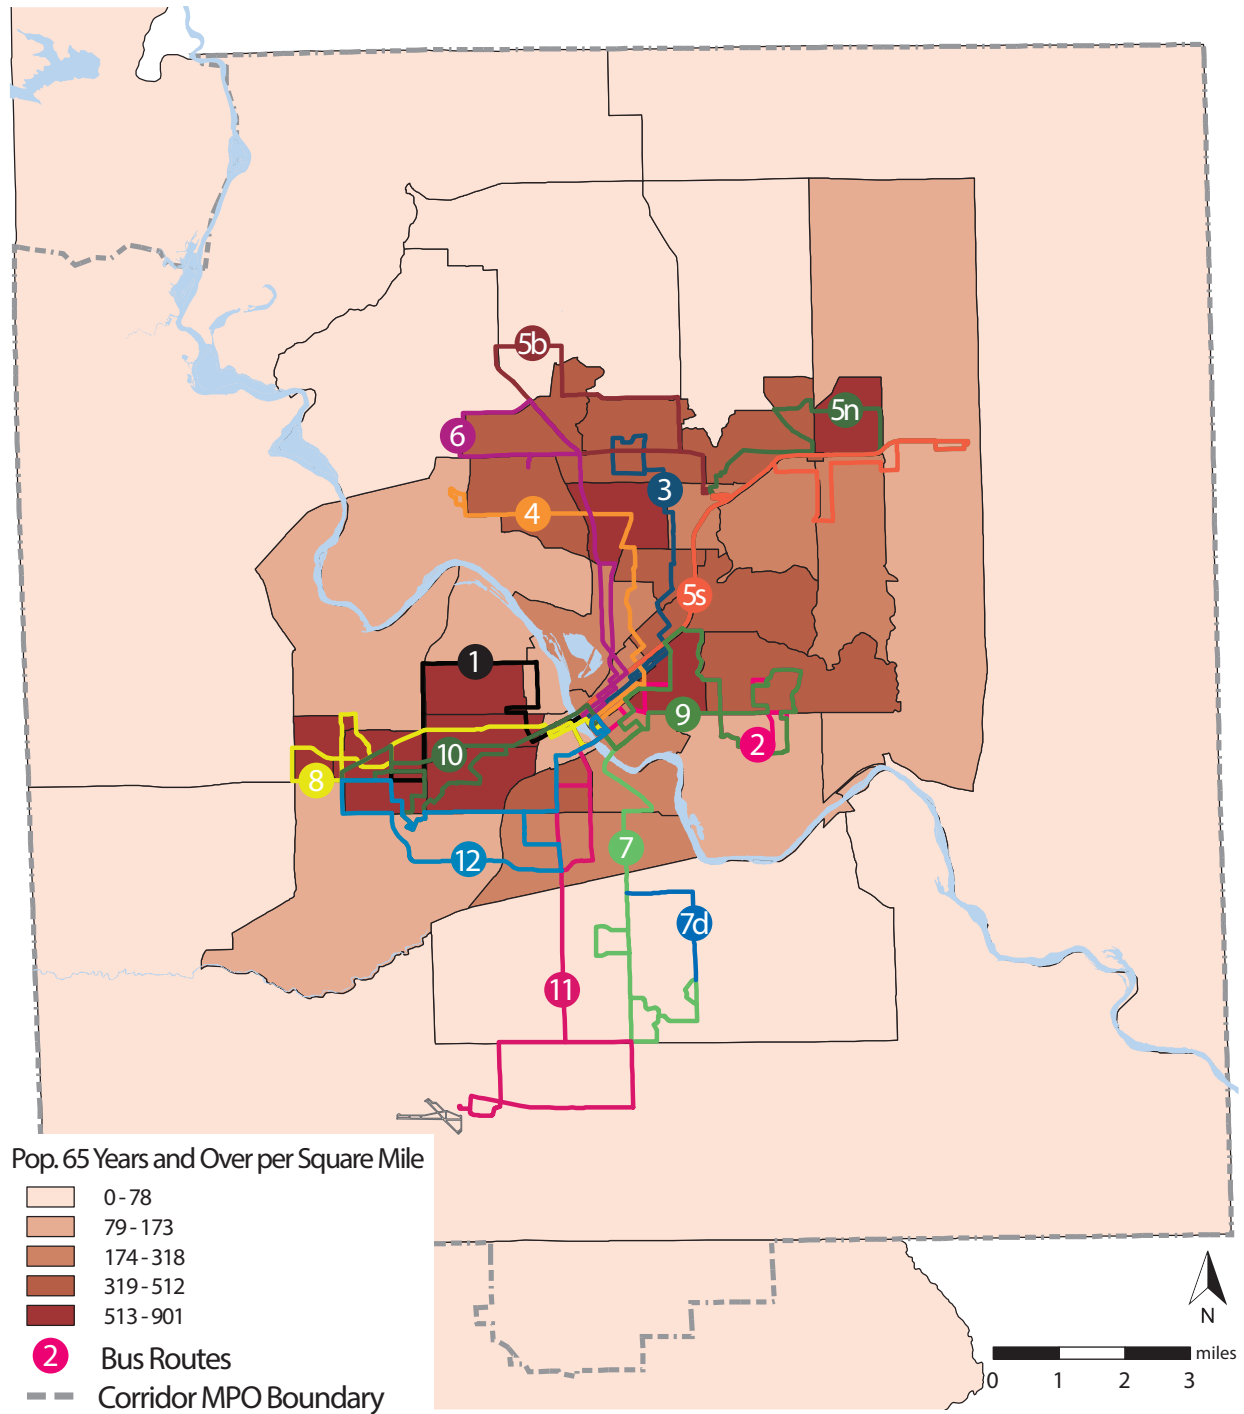 5b
5n
6
3
4
5s
1
9
2
10
8
7
12
7d
11
Pop. 65 Years and Over per Square Mile
0 - 78
79 - 173
174 - 318
319 - 512
513 - 901
2 Bus Routes
Corridor MPO Boundary
N
miles
0 1 2 3